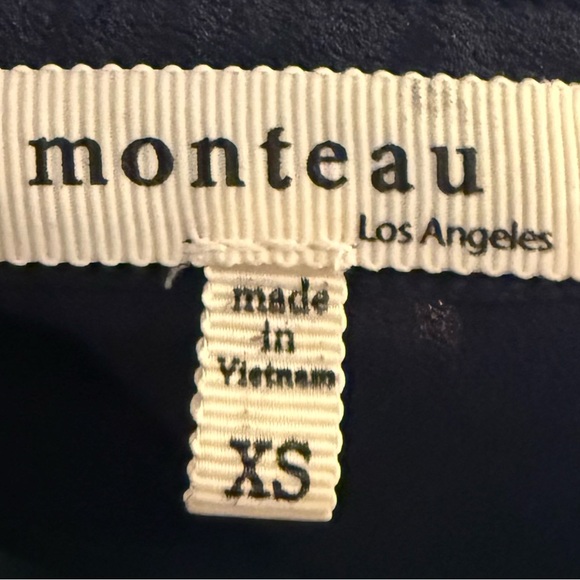 monteau
Los Angeles
made
in
Vietnam
XS